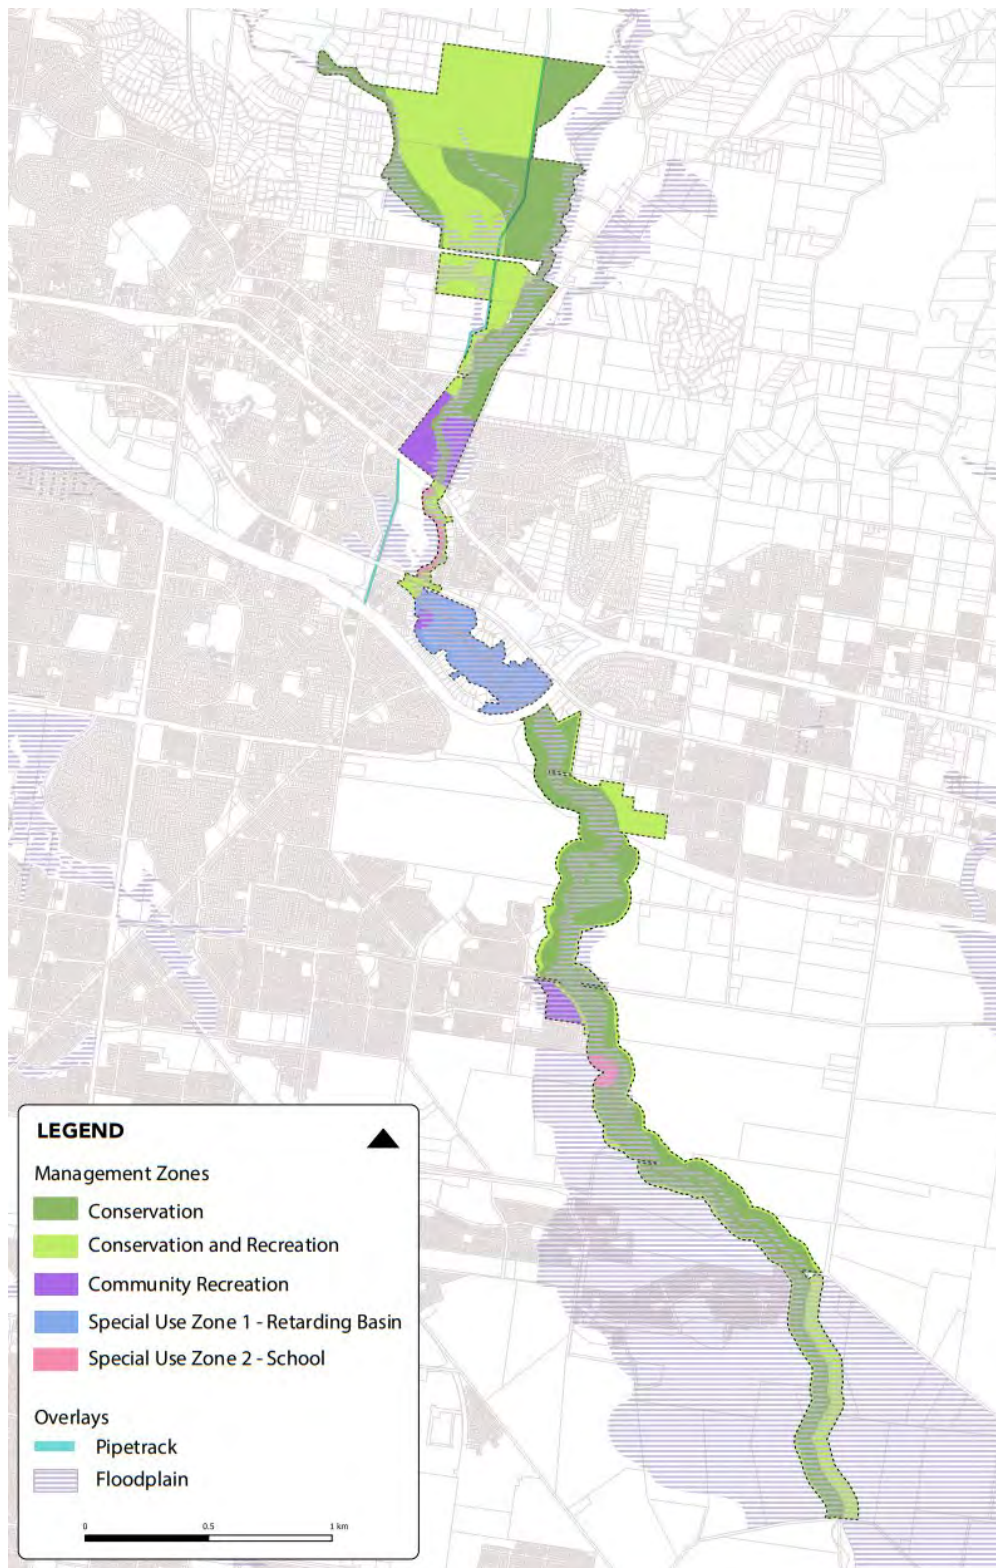 LEGEND
Management Zones
Conservation
Conservation and Recreation
Community Recreation
Special Use Zone 1 - Retarding Basin
Special Use Zone 2 - School
Overlays
Pipetrack
Floodplain
0 0.5 1 km